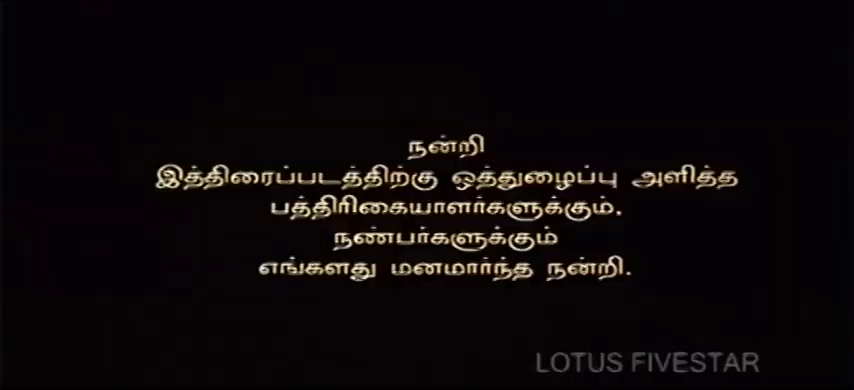 நன்றி
இத்திரைப்படத்திற்கு ஒத்துழைப்பு அளித்த
பத்திரிகையாளர்களுக்கும்.
நண்பர்களுக்கும்
எங்களது மனமார்ந்த நன்றி.
LOTUS FIVESTAR